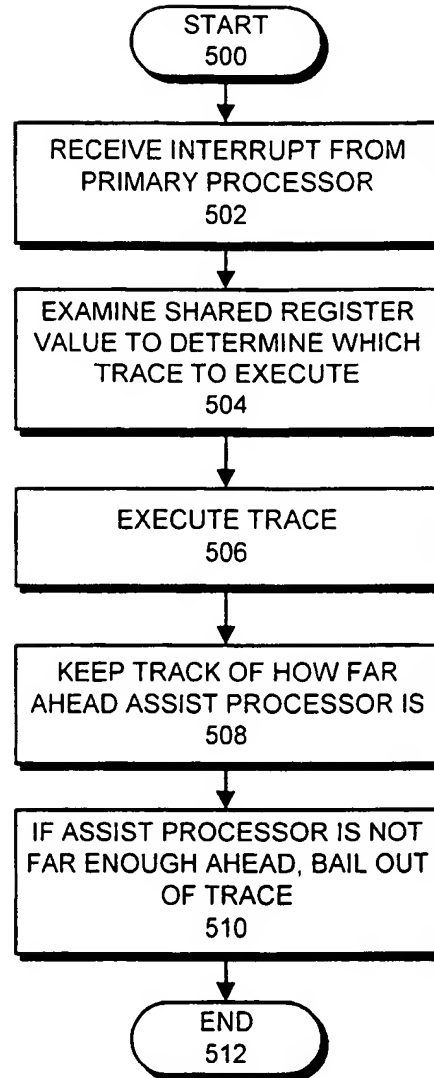 START
500
RECEIVE INTERRUPT FROM
PRIMARY PROCESSOR
502
EXAMINE SHARED REGISTER
VALUE TO DETERMINE WHICH
TRACE TO EXECUTE
504
EXECUTE TRACE
506
KEEP TRACK OF HOW FAR
AHEAD ASSIST PROCESSOR IS
508
IF ASSIST PROCESSOR IS NOT
FAR ENOUGH AHEAD, BAIL OUT
OF TRACE
510
END
512